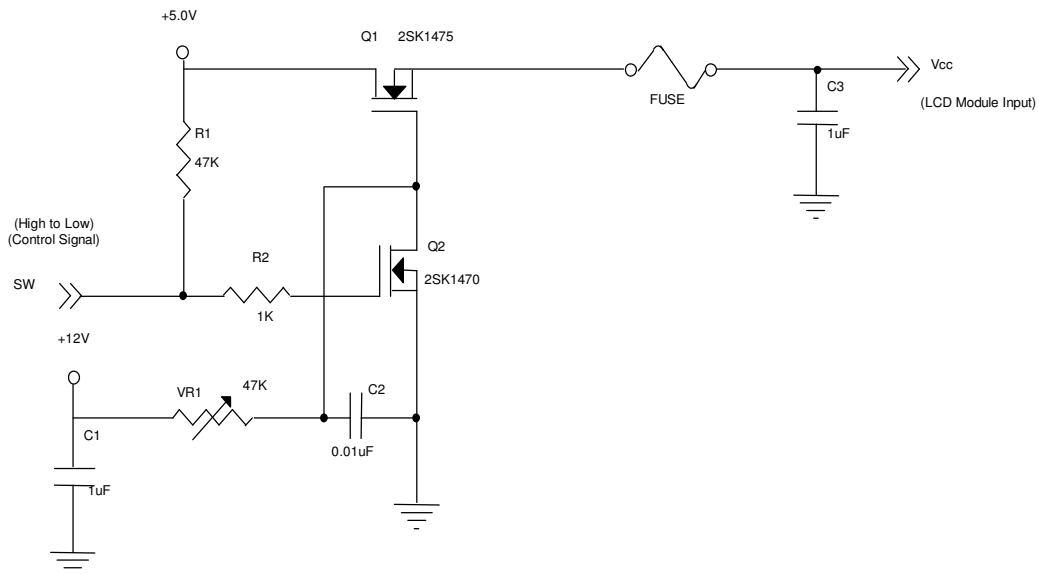 +5.0V
Q1 2SK1475
Vcc
FUSE
C3
(LCD Module Input)
R1
1uF
47K
(High to Low)
(Control Signal)
Q2
R2
2SK1470
SW
1K
+12V
VR1 47K
C2
C1
0.01uF
1uF